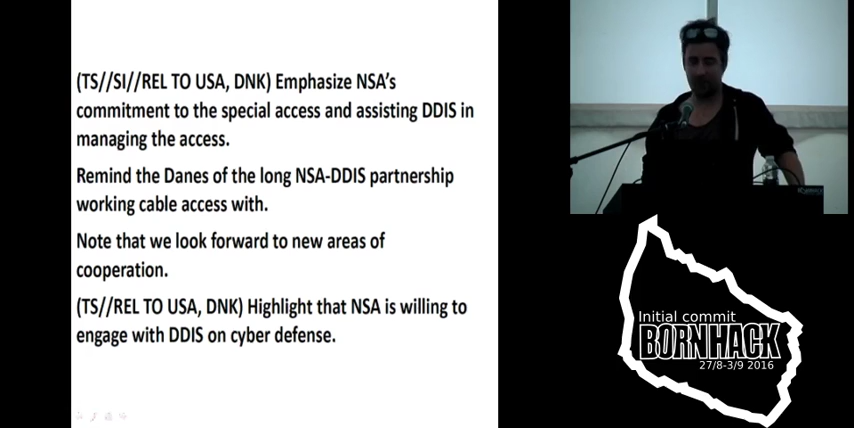 (TS//SI//REL TO USA, DNK) Emphasize NSA's
commitment to the special access and assisting DDIS in
managing the access.
Remind the Danes of the long NSA-DDIS partnership
working cable access with.
Note that we look forward to new areas of
cooperation.
(TS//REL TO USA, DNK) Highlight that NSA is willing to
engage with DDIS on cyber defense.
Initial commit
BORNHACK
27/8-3/9 2016